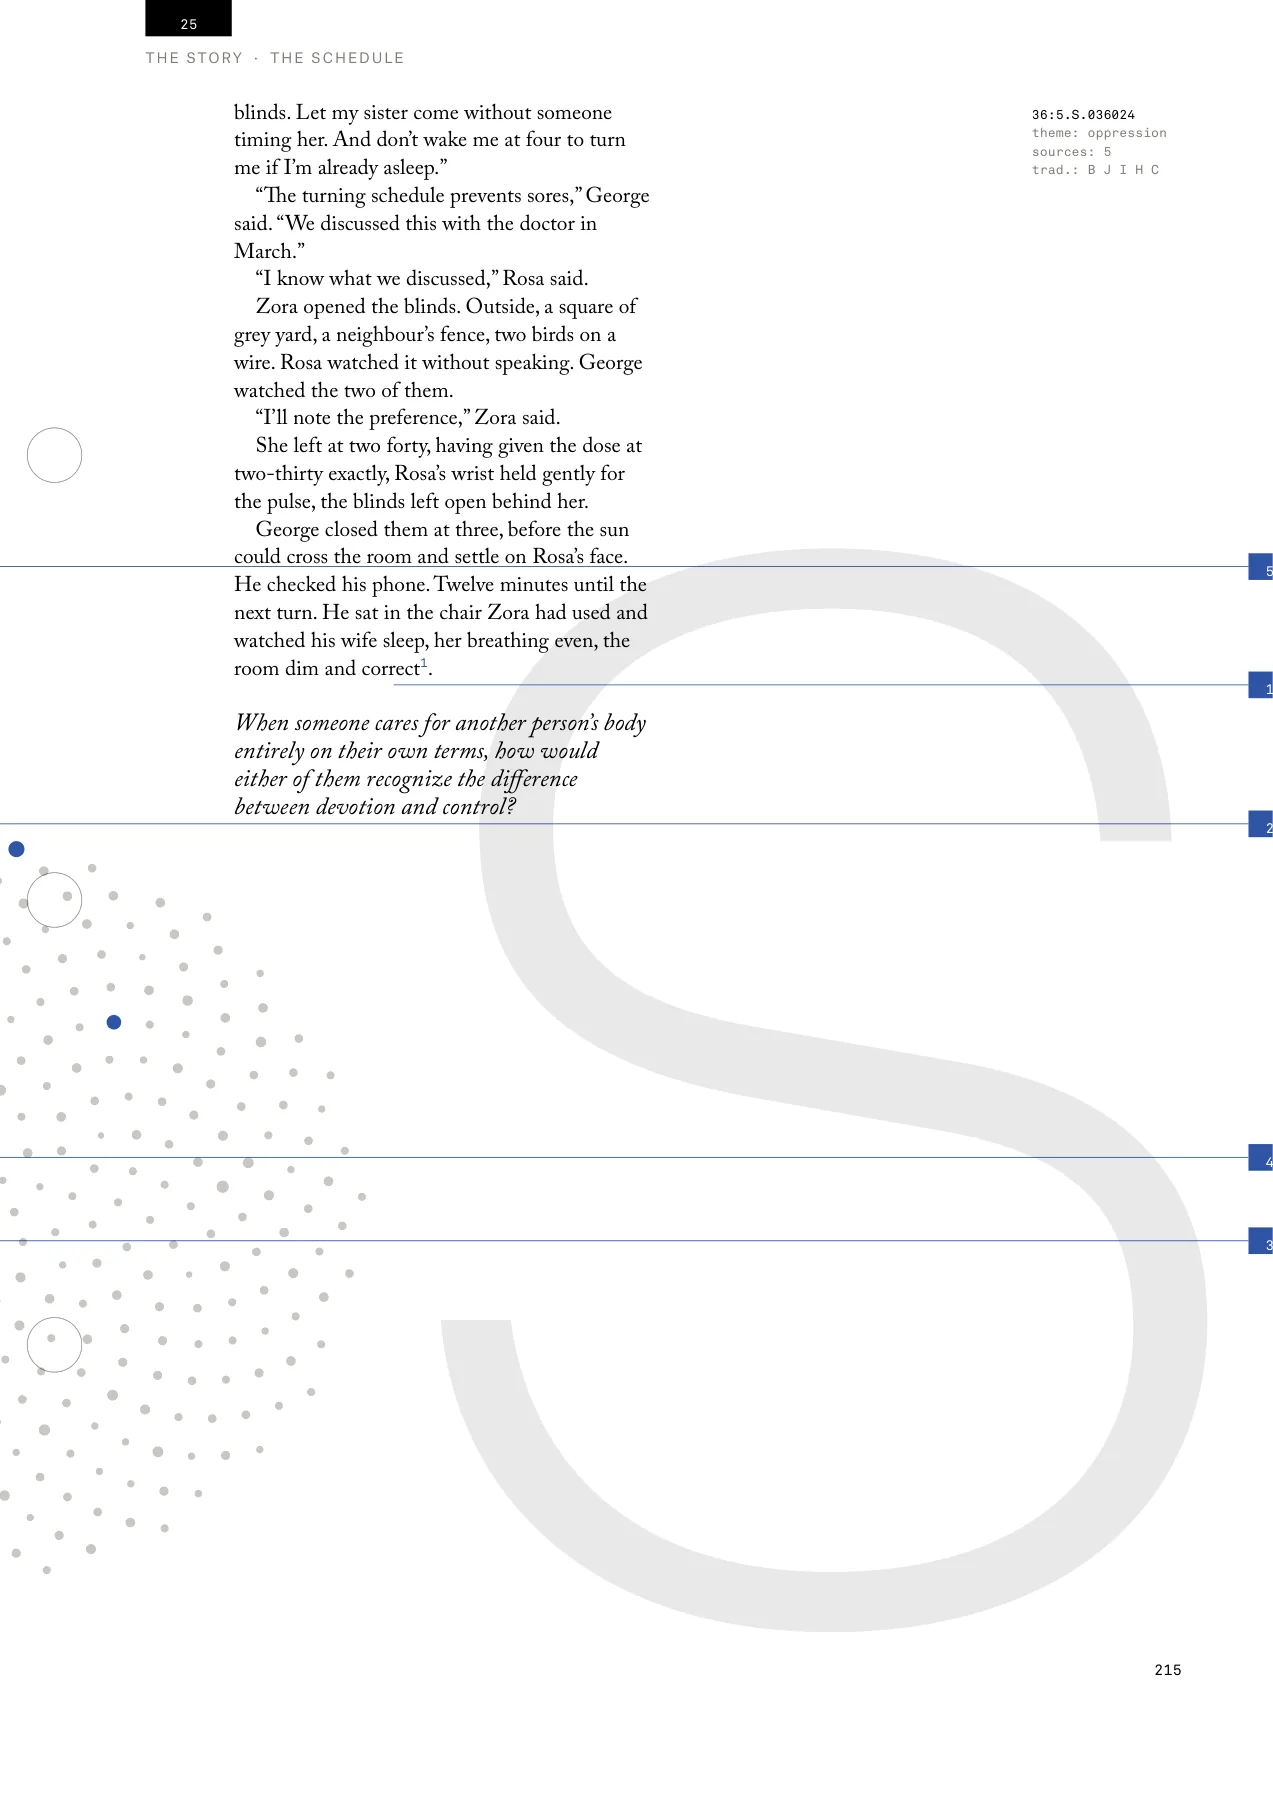 25
THE STORY · THE SCHEDULE
blinds. Let my sister come without someone
timing her. And don’t wake me at four to turn
me if I’m already asleep.”
“The turning schedule prevents sores,” George
said. “We discussed this with the doctor in
March.”
“I know what we discussed,” Rosa said.
Zora opened the blinds. Outside, a square of
grey yard, a neighbour’s fence, two birds on a
wire. Rosa watched it without speaking. George
watched the two of them.
“I’ll note the preference,” Zora said.
She left at two forty, having given the dose at
two-thirty exactly, Rosa’s wrist held gently for
the pulse, the blinds left open behind her.
George closed them at three, before the sun
could cross the room and settle on Rosa’s face.
He checked his phone. Twelve minutes until the
next turn. He sat in the chair Zora had used and
watched his wife sleep, her breathing even, the
room dim and correct1.
When someone cares for another person’s body
entirely on their own terms, how would
either of them recognize the difference
between devotion and control?
36:5.S.036024
theme: oppression
sources: 5
trad.: B J I H C
5
1
2
4
3
S
215